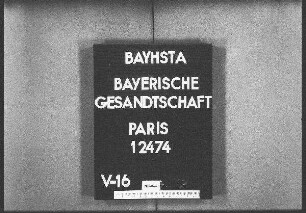 BAYHSTA
BAYERISCHE
GESANDTSCHAFT
PARIS
12474
V-16